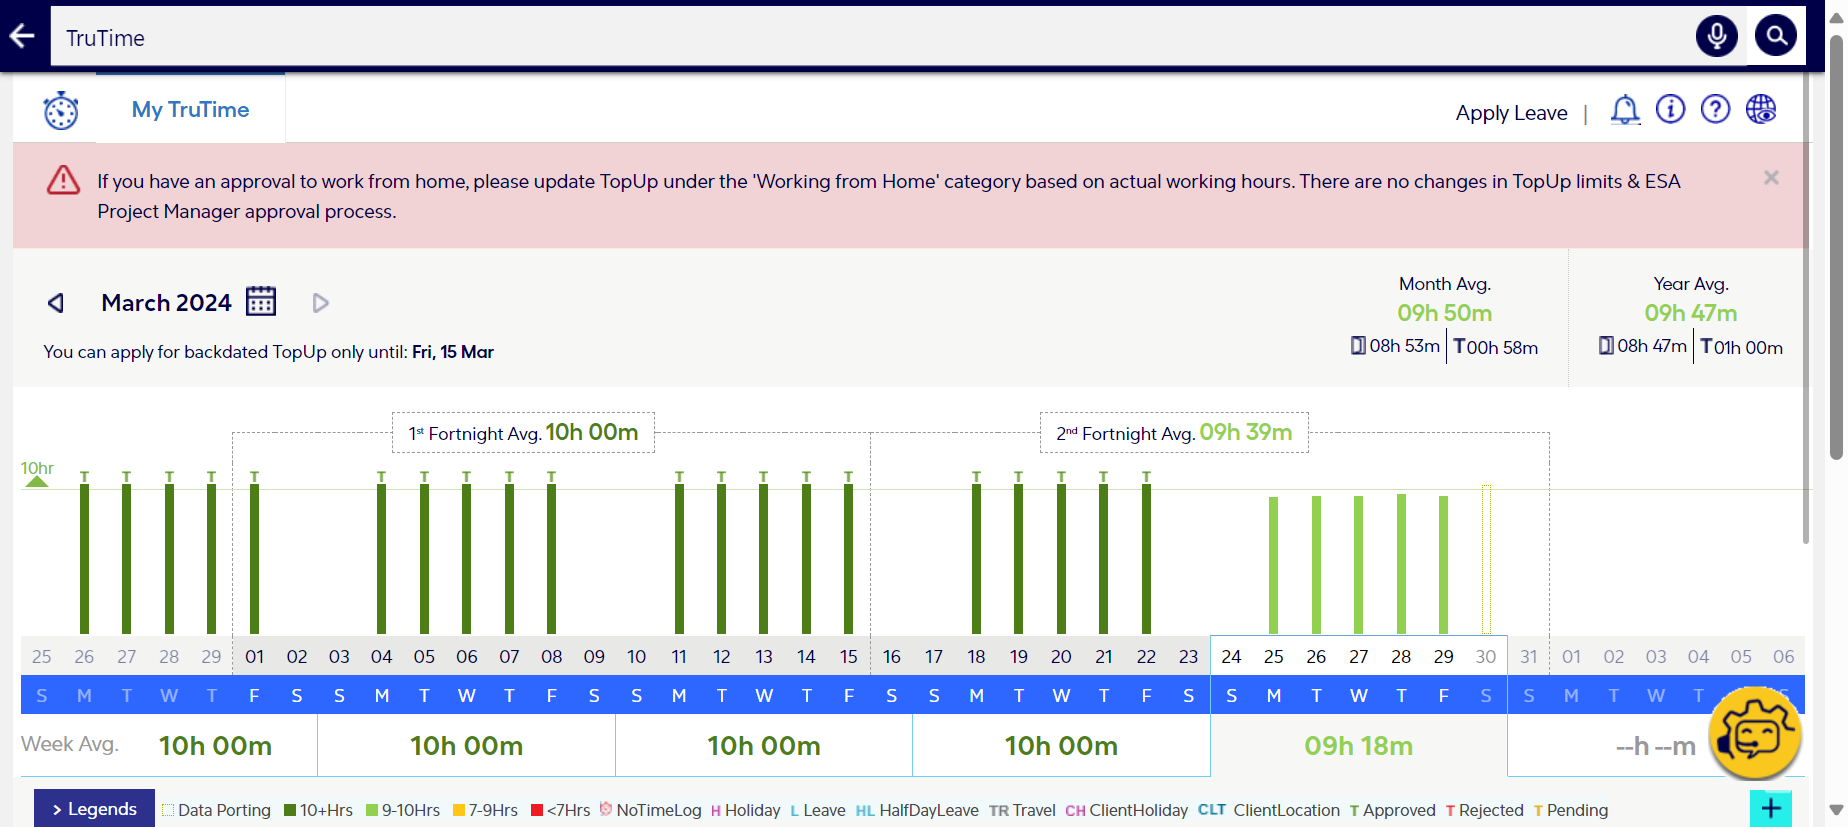 TruTime
My TruTime
Apply Leave |
If you have an approval to work from home, please update TopUp under the 'Working from Home' category based on actual working hours. There are no changes in TopUp limits & ESA
Project Manager approval process.
March 2024
You can apply for backdated TopUp only until: Fri, 15 Mar
Month Avg.
09h 50m
08h 53m T 00h 58m
Year Avg.
09h 47m
08h 47m T 01h 00m
1st Fortnight Avg. 10h 00m
2nd Fortnight Avg. 09h 39m
10hr
T T T T T T T T T T T T T T T T T T T T
25 26 27 28 29 01 02 03 04 05 06 07 08 09 10 11 12 13 14 15 16 17 18 19 20 21 22 23 24 25 26 27 28 29 30 31 01 02 03 04 05 06
S M T W T F S S M T W T F S S M T W T F S S M T W T F S S M T W T F S S M T W T S
Week Avg. 10h 00m 10h 00m 10h 00m 10h 00m 09h 18m --h --m
> Legends Data Porting 10+Hrs 9-10Hrs 7-9Hrs <7Hrs NoTimeLog H Holiday L Leave HL HalfDayLeave TR Travel CH ClientHoliday CLT ClientLocation T Approved T Rejected T Pending